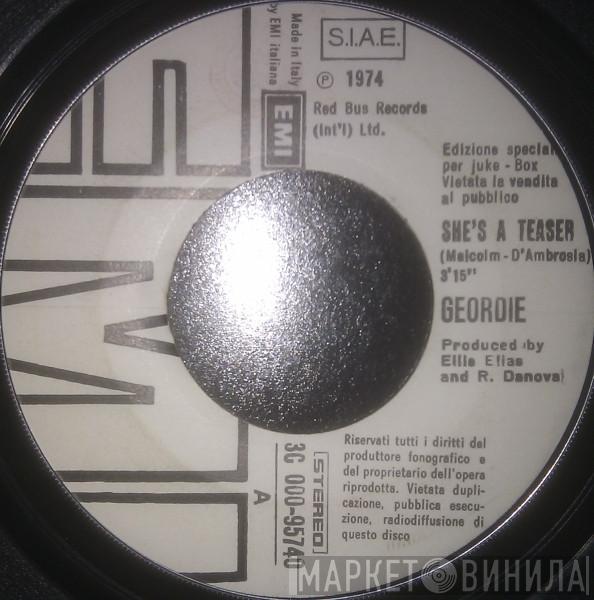 S.I.A.E.
℗ 1974
Red Bus Records
(Int'l) Ltd.
Made in Italy
by EMI italiana
EMI
EMI
Edizione special
per juke - Box
Vietata la vendita
al pubblico
SHE'S A TEASER
(Malcolm - D'Ambrosia)
3'15"
GEORDIE
Produced by
Ellis Elias
and R. Danova
Riservati tutti i diritti del
produttore fonografico e
del proprietario dell'opera
riprodotta. Vietata dupli-
cazione, pubblica esecu-
zione, radiodiffusione di
questo disco
STEREO
3C 000-95740
A
МАРКЕТ ВИНИЛА